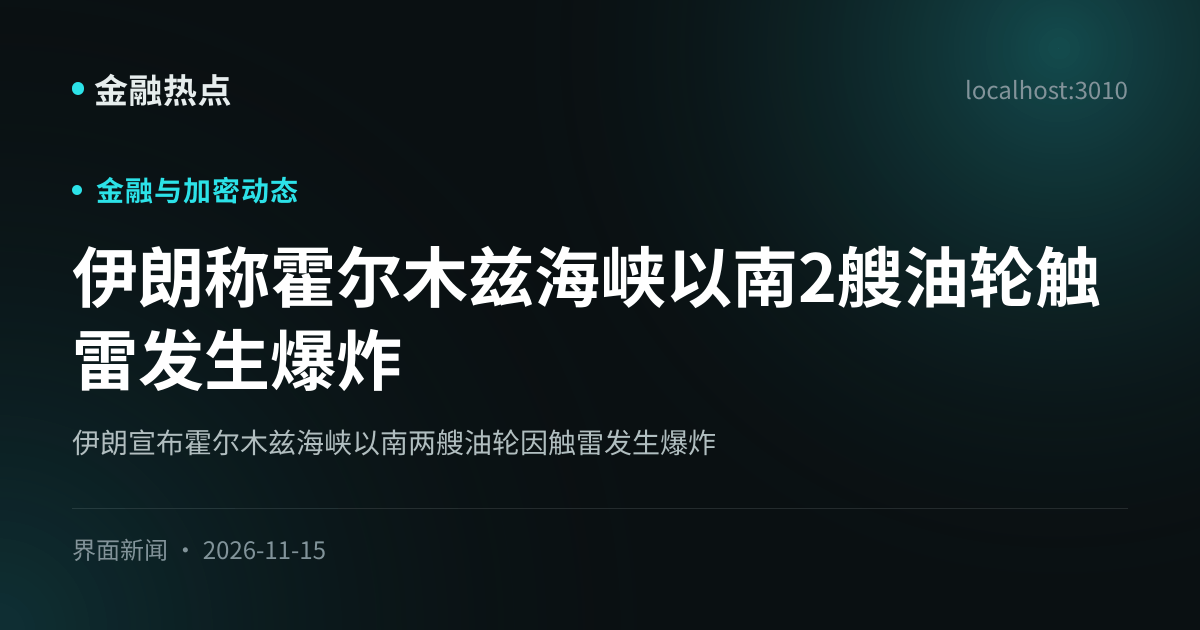 金融热点
localhost:3010
金融与加密动态
伊朗称霍尔木兹海峡以南2艘油轮触
雷发生爆炸
伊朗宣布霍尔木兹海峡以南两艘油轮因触雷发生爆炸
界面新闻 • 2026-11-15